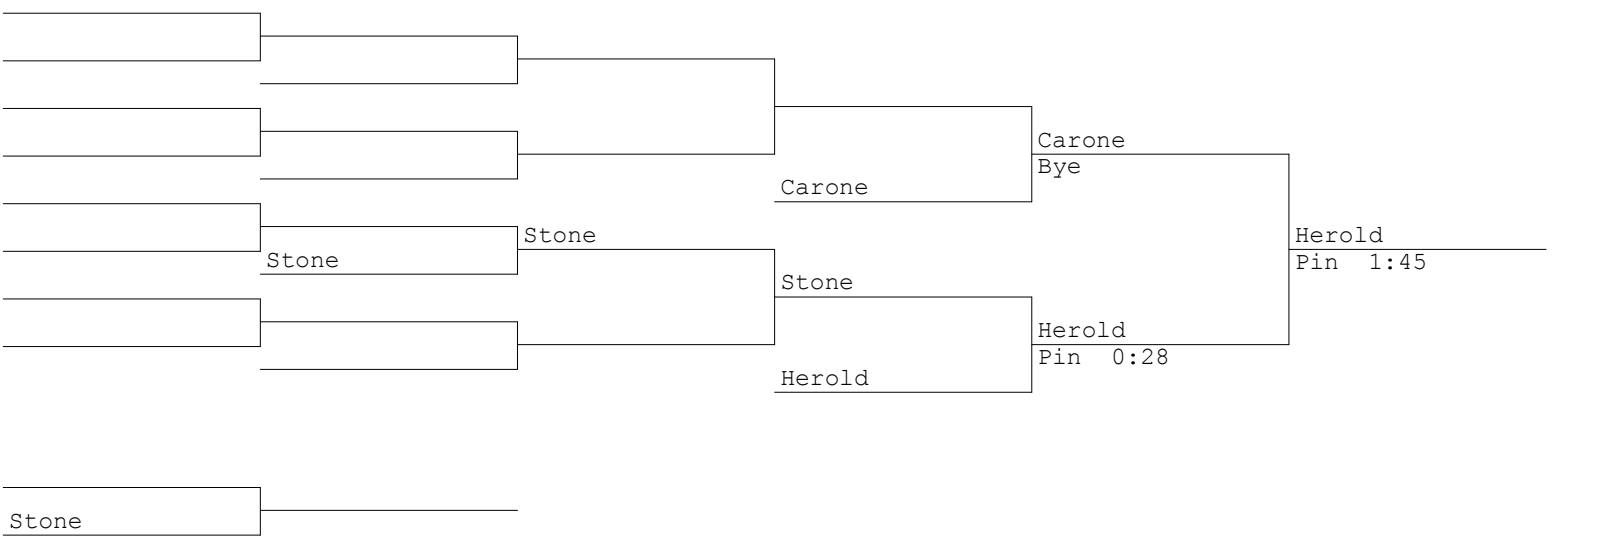 Carone
Bye
Carone
Stone
Herold
Stone
Pin  1:45
Stone
Herold
Pin  0:28
Herold
Stone